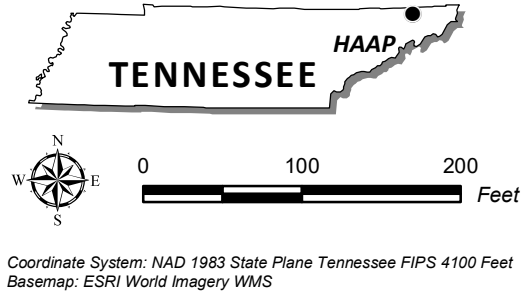 HAAP
TENNESSEE
N
W E
S
0 100 200
Feet
Coordinate System: NAD 1983 State Plane Tennessee FIPS 4100 Feet
Basemap: ESRI World Imagery WMS